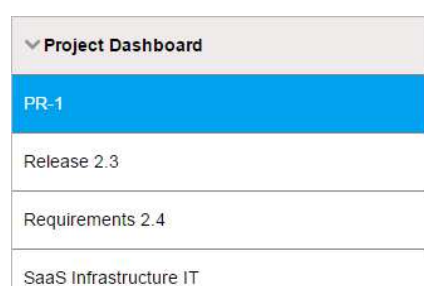 Project Dashboard
PR-1
Release 2.3
Requirements 2.4
SaaS Infrastructure IT